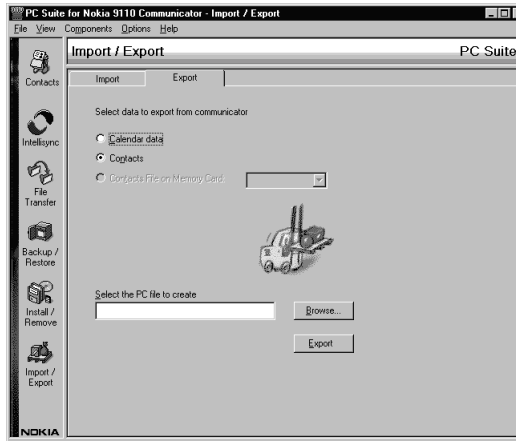 PC Suite for Nokia 9110 Communicator - Import / Export
File View Components Options Help
Import / Export PC Suite
Contacts
Intellisync
File
Transfer
Backup /
Restore
Install /
Remove
Import /
Export
NOKIA
Import Export
Select data to export from communicator
Calendar data
Contacts
Contacts File on Memory Card:
Select the PC file to create
Browse...
Export